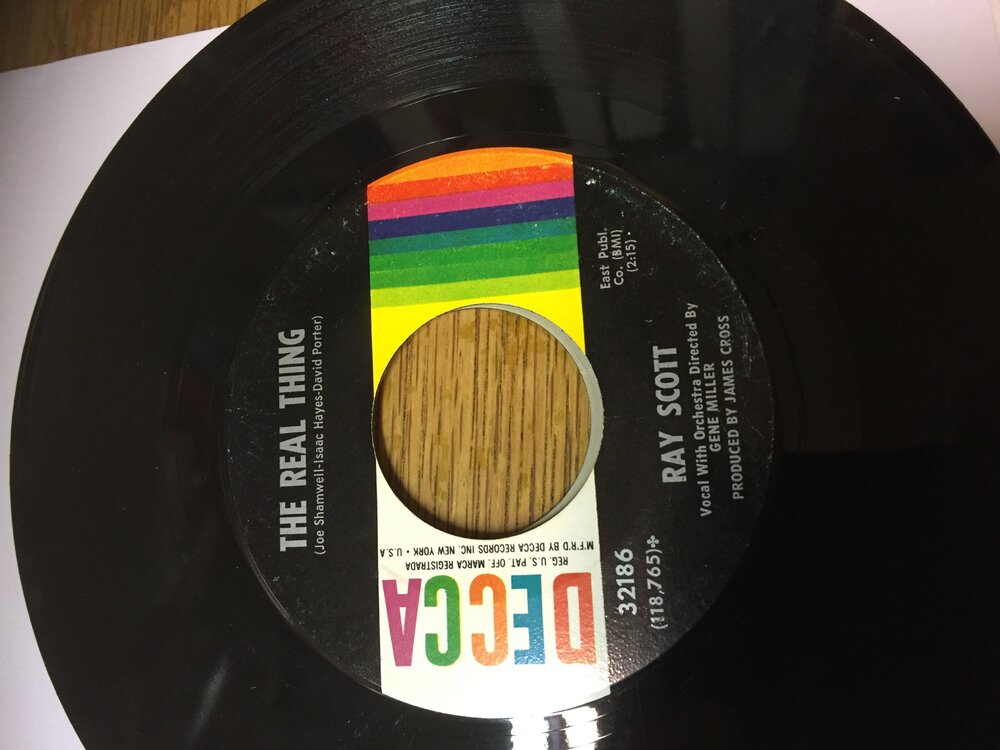 THE REAL THING
(Joe Shamwell-Isaac Hayes-David Porter)
DECCA
REG. U.S. PAT. OFF. MARCA REGISTRADA
M'F'R'D BY DECCA RECORDS INC. NEW YORK • U.S.A
East Publ.
Co. (BMI)
(2:15) •
32186
(118,765)✢
RAY SCOTT
Vocal With Orchestra Directed By
GENE MILLER
PRODUCED BY JAMES CROSS